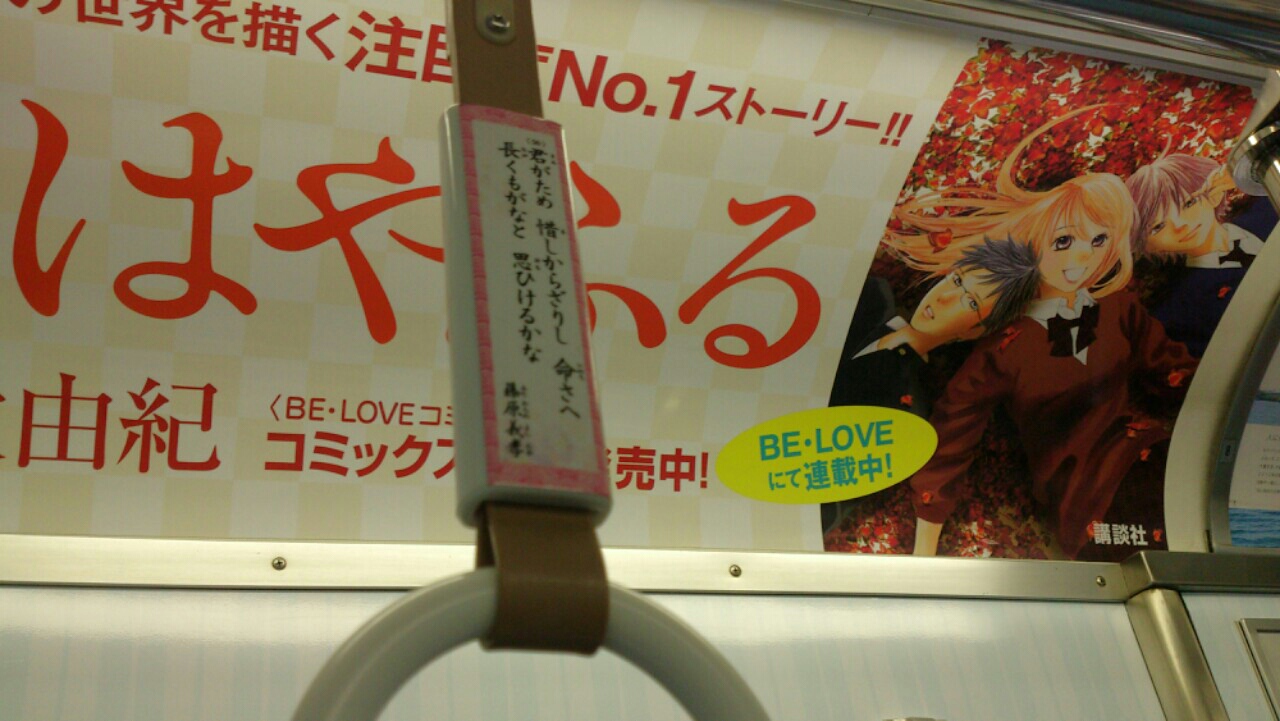 の世界を描く注目
No.1ストーリー!!
ちはやふる
由紀
〈BE・LOVEコミ
コミックス
売中!
BE・LOVE
にて連載中!
講談社
君がため 惜しからざりし 命さへ
長くもがなと 思ひけるかな
藤原義孝